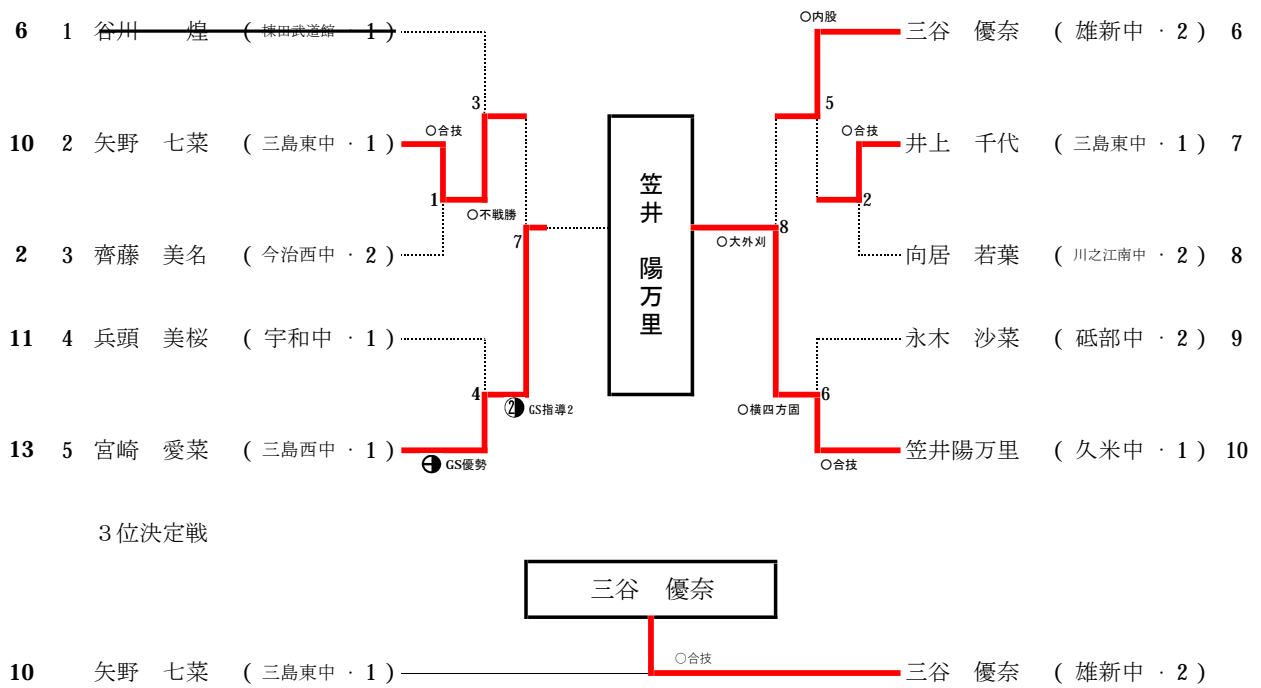 ○内股
6 1 谷川 煌 ( 棟田武道館 · 1 ) 三谷 優奈 ( 雄新中 · 2 ) 6
3 5
○合技 ○合技
10 2 矢野 七菜 ( 三島東中 · 1 ) 井上 千代 ( 三島東中 · 1 ) 7
笠井 陽万里
1 2
○不戦勝
7 8
○大外刈
2 3 齊藤 美名 ( 今治西中 · 2 ) 向居 若葉 ( 川之江南中 · 2 ) 8
11 4 兵頭 美桜 ( 宇和中 · 1 ) 永木 沙菜 ( 砥部中 · 2 ) 9
4 6
② GS指導2 ○横四方固
13 5 宮崎 愛菜 ( 三島西中 · 1 ) 笠井陽万里 ( 久米中 · 1 ) 10
GS優勢 ○合技
３位決定戦
三谷 優奈
○合技
10 矢野 七菜 ( 三島東中 · 1 ) 三谷 優奈 ( 雄新中 · 2 )